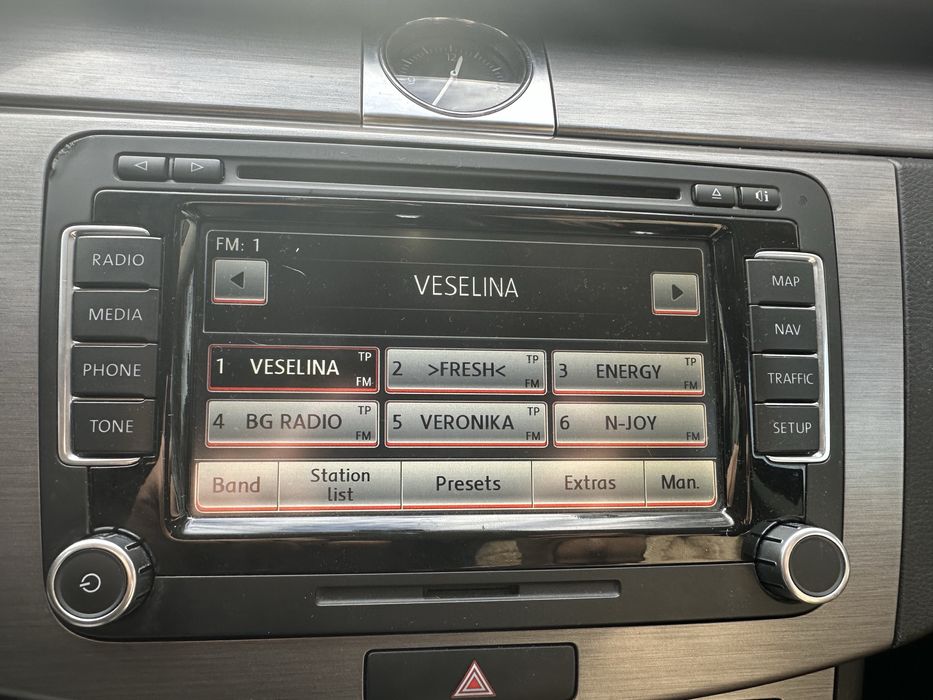 12
RADIO
MEDIA
PHONE
TONE
FM: 1
VESELINA
1 VESELINA TP FM
2 >FRESH< TP FM
3 ENERGY TP FM
4 BG RADIO TP FM
5 VERONIKA TP FM
6 N-JOY FM
Band
Station
list
Presets
Extras
Man.
MAP
NAV
TRAFFIC
SETUP